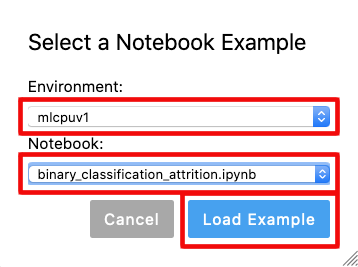 Select a Notebook Example
Environment:
mlcpuv1
Notebook:
binary_classification_attrition.ipynb
Cancel
Load Example